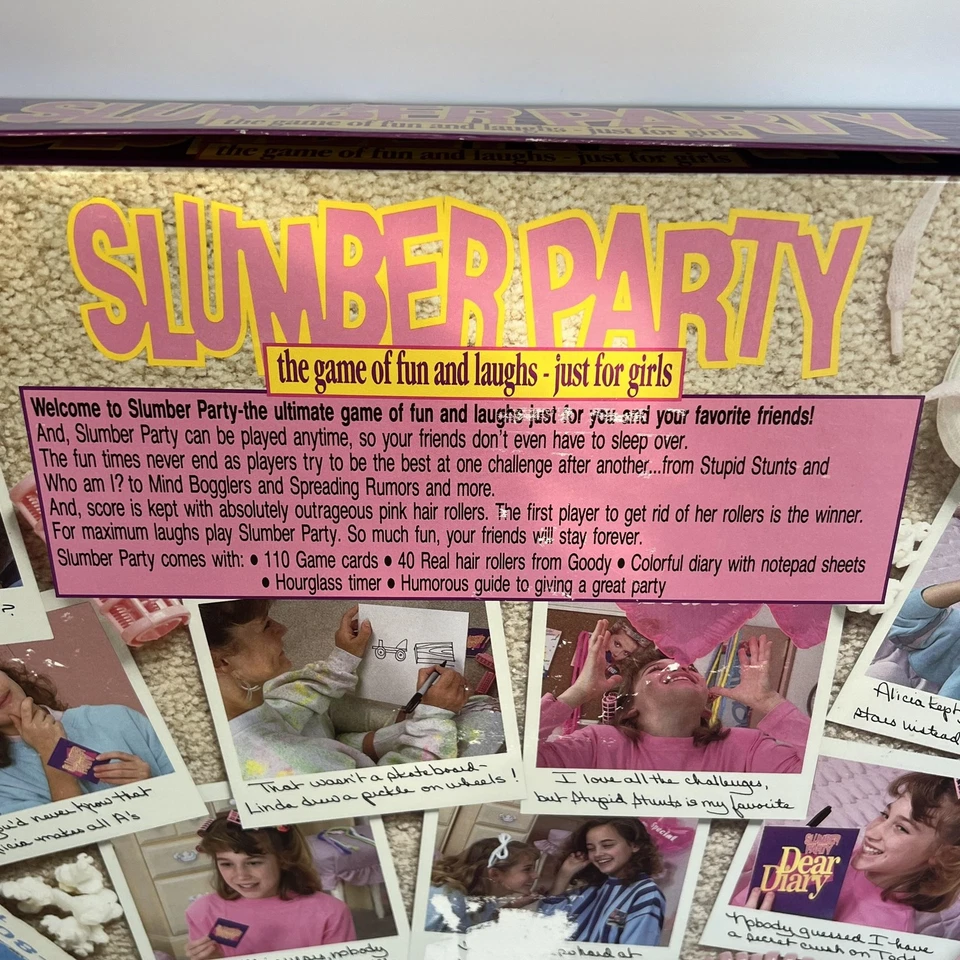 SLUMBER PARTY
the game of fun and laughs - just for girls
the game of fun and laughs - just for girls
SLUMBER PARTY
the game of fun and laughs - just for girls
Welcome to Slumber Party-the ultimate game of fun and laughs-just for you-and your favorite friends!
And, Slumber Party can be played anytime, so your friends don't even have to sleep over.
The fun times never end as players try to be the best at one challenge after another...from Stupid Stunts and
Who am I? to Mind Bogglers and Spreading Rumors and more.
And, score is kept with absolutely outrageous pink hair rollers. The first player to get rid of her rollers is the winner.
For maximum laughs play Slumber Party. So much fun, your friends will stay forever.
Slumber Party comes with: • 110 Game cards • 40 Real hair rollers from Goody • Colorful diary with notepad sheets
• Hourglass timer • Humorous guide to giving a great party
That wasn't a skateboard-
Linda drew a pickle on wheels!
I love all the challenges,
but Stupid Stunts is my favorite
Alicia kept
stars instead
never know that
makes all A's
Special
SLUMBER PARTY
Dear
Diary
Nobody guessed I have
a secret crush on Todd
nobody